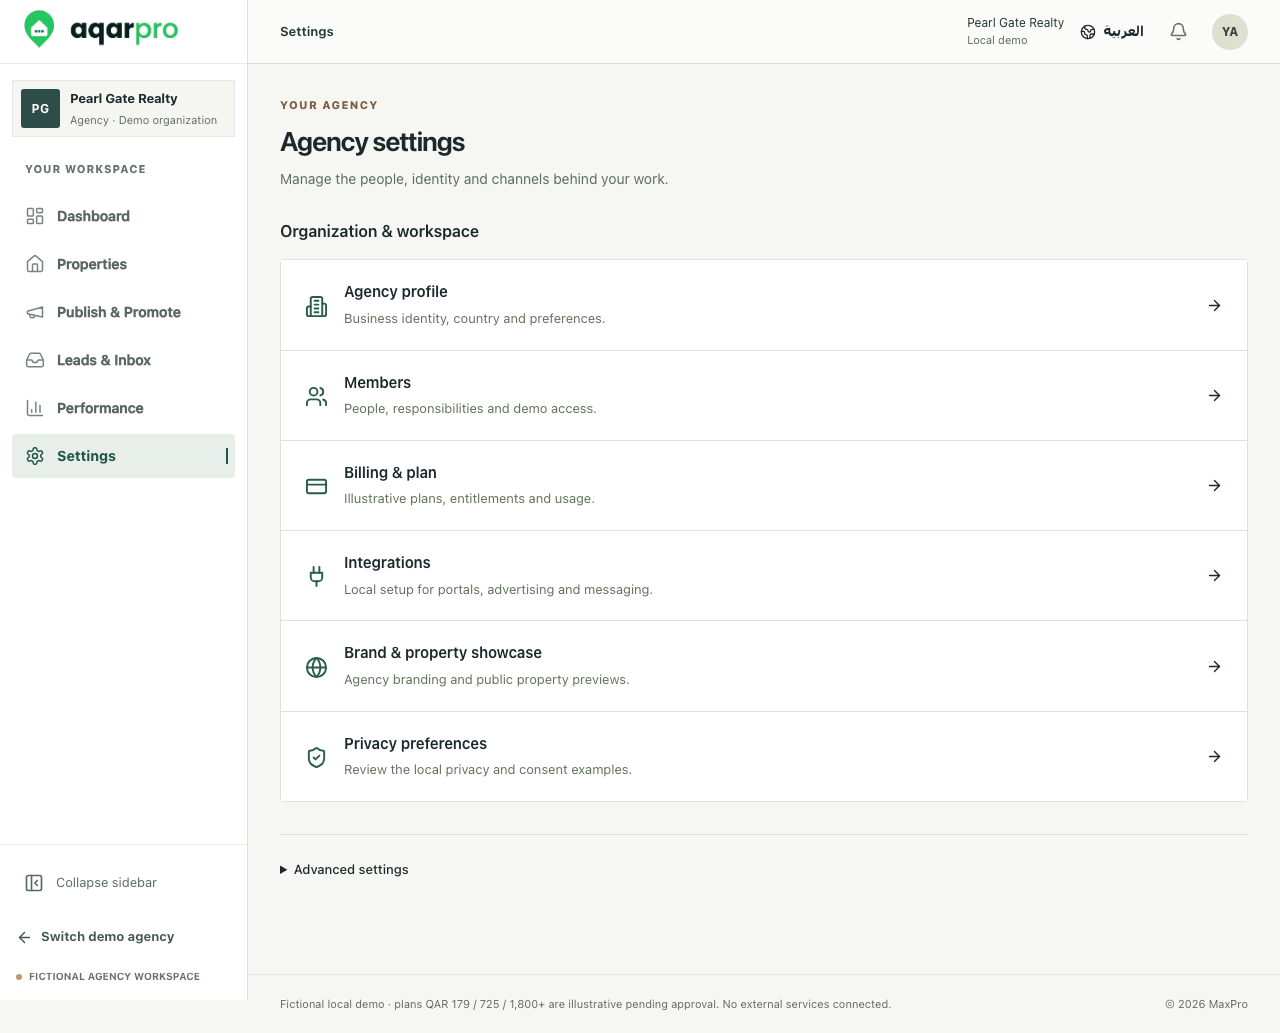 aqarpro
PG
Pearl Gate Realty
Agency · Demo organization
YOUR WORKSPACE
Dashboard
Properties
Publish & Promote
Leads & Inbox
Performance
Settings
Collapse sidebar
Switch demo agency
FICTIONAL AGENCY WORKSPACE
Settings
Pearl Gate Realty
Local demo
العربية
YA
YOUR AGENCY
Agency settings
Manage the people, identity and channels behind your work.
Organization & workspace
Agency profile
Business identity, country and preferences.
Members
People, responsibilities and demo access.
Billing & plan
Illustrative plans, entitlements and usage.
Integrations
Local setup for portals, advertising and messaging.
Brand & property showcase
Agency branding and public property previews.
Privacy preferences
Review the local privacy and consent examples.
Advanced settings
Fictional local demo · plans QAR 179 / 725 / 1,800+ are illustrative pending approval. No external services connected.
© 2026 MaxPro